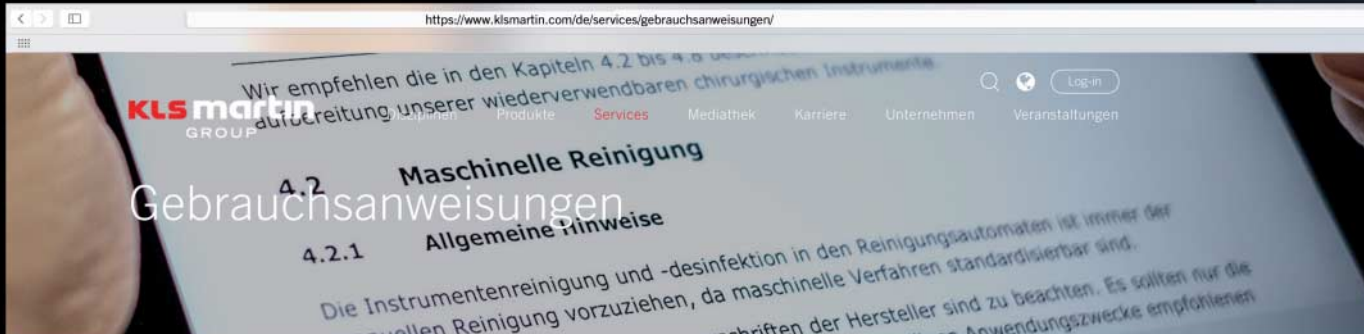 https://www.klsmartin.com/de/services/gebrauchsanweisungen/
Wir empfehlen die in den Kapiteln 4.2 bis 4.8
aufbereitung unserer wiederverwendbaren chirurgischen Instrumente.
KLS martin
GROUP
Disziplinen Produkte Services Mediathek Karriere Unternehmen Veranstaltungen
Log-in
Gebrauchsanweisungen
4.2 Maschinelle Reinigung
4.2.1 Allgemeine Hinweise
Die Instrumentenreinigung und -desinfektion in den Reinigungsautomaten ist immer der
Reinigung vorzuziehen, da maschinelle Verfahren standardisierbar sind.
der Hersteller sind zu beachten. Es sollten nur die
Anwendungszwecke empfohlenen